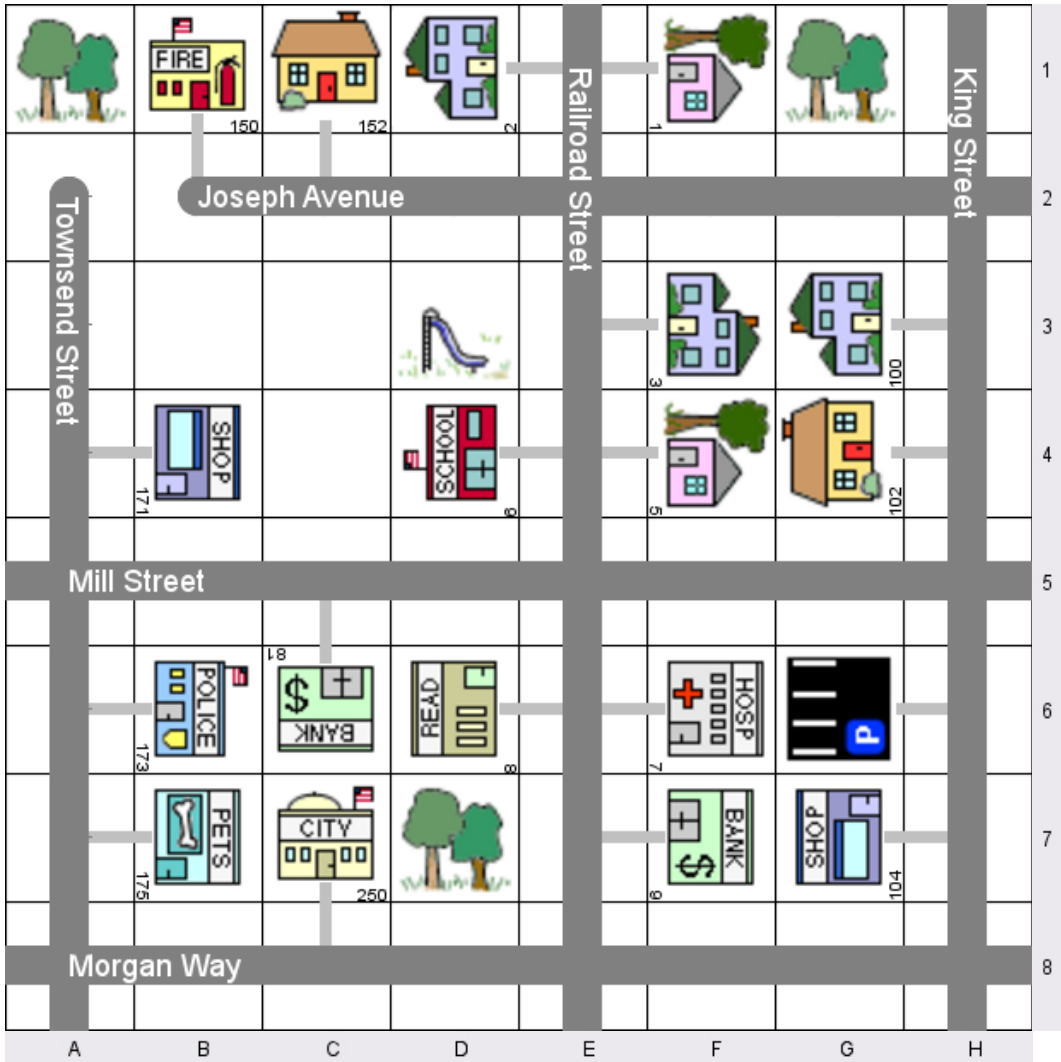 FIRE
150
152
2
1
Railroad Street
King Street
1
Joseph Avenue
2
Townsend Street
3
100
3
SHOP
171
SCHOOL
6
5
102
4
Mill Street
5
POLICE
173
81
$
BANK
READ
8
HOSP
7
P
6
PETS
175
CITY
250
BANK
$
9
SHOP
104
7
Morgan Way
8
A B C D E F G H